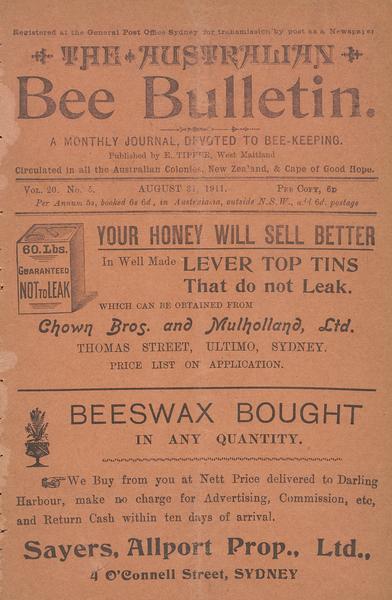 Registered at the General Post Office Sydney for transmission by post as a Newspaper
THE AUSTRALIAN
Bee Bulletin.
A MONTHLY JOURNAL, DEVOTED TO BEE-KEEPING.
Published by E. TIPPER, West Maitland
Circulated in all the Australian Colonies, New Zealand, & Cape of Good Hope.
VOL. 20. No. 5. AUGUST 31, 1911. PER COPY, 6D
Per Annum 5s, booked 6s 6d, in Australasia, outside N.S.W., add 6d. postage
60. Lbs.
GUARANTEED
NOT TO LEAK
YOUR HONEY WILL SELL BETTER
In Well Made LEVER TOP TINS
That do not Leak.
WHICH CAN BE OBTAINED FROM
Chown Bros. and Mulholland, Ltd.
THOMAS STREET, ULTIMO, SYDNEY.
PRICE LIST ON APPLICATION.
BEESWAX BOUGHT
IN ANY QUANTITY.
We Buy from you at Nett Price delivered to Darling
Harbour, make no charge for Advertising, Commission, etc,
and Return Cash within ten days of arrival.
Sayers, Allport Prop., Ltd.,
4 O'Connell Street, SYDNEY